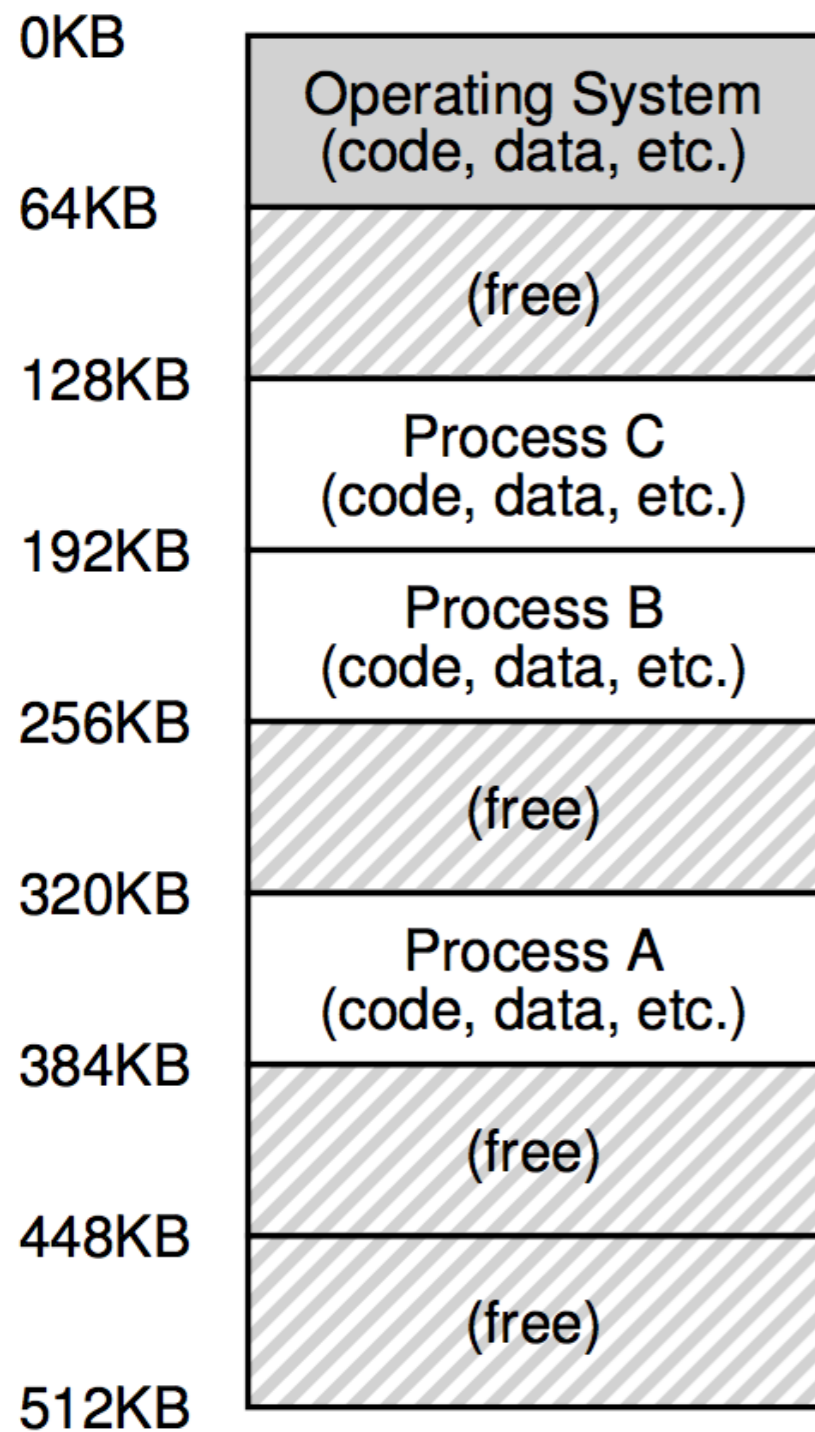 0KB
Operating System
(code, data, etc.)
64KB
(free)
128KB
Process C
(code, data, etc.)
192KB
Process B
(code, data, etc.)
256KB
(free)
320KB
Process A
(code, data, etc.)
384KB
(free)
448KB
(free)
512KB